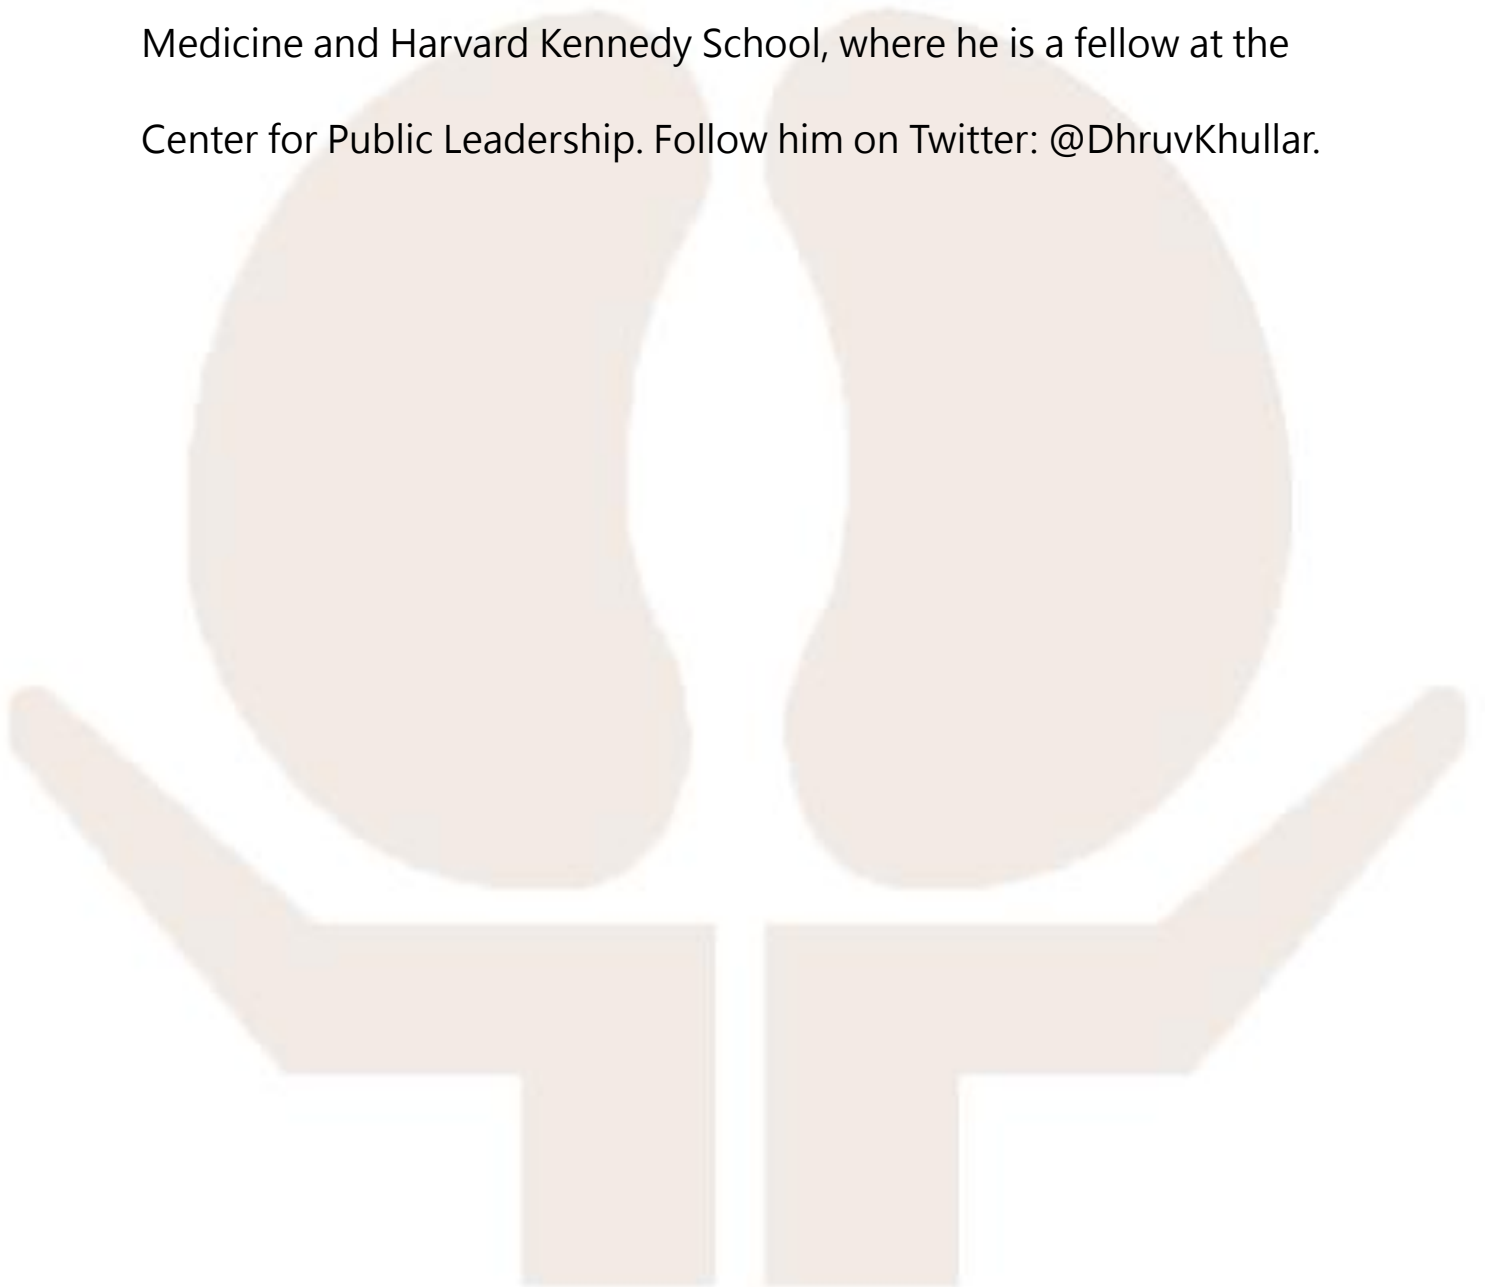 Medicine and Harvard Kennedy School, where he is a fellow at the
Center for Public Leadership. Follow him on Twitter: @DhruvKhullar.